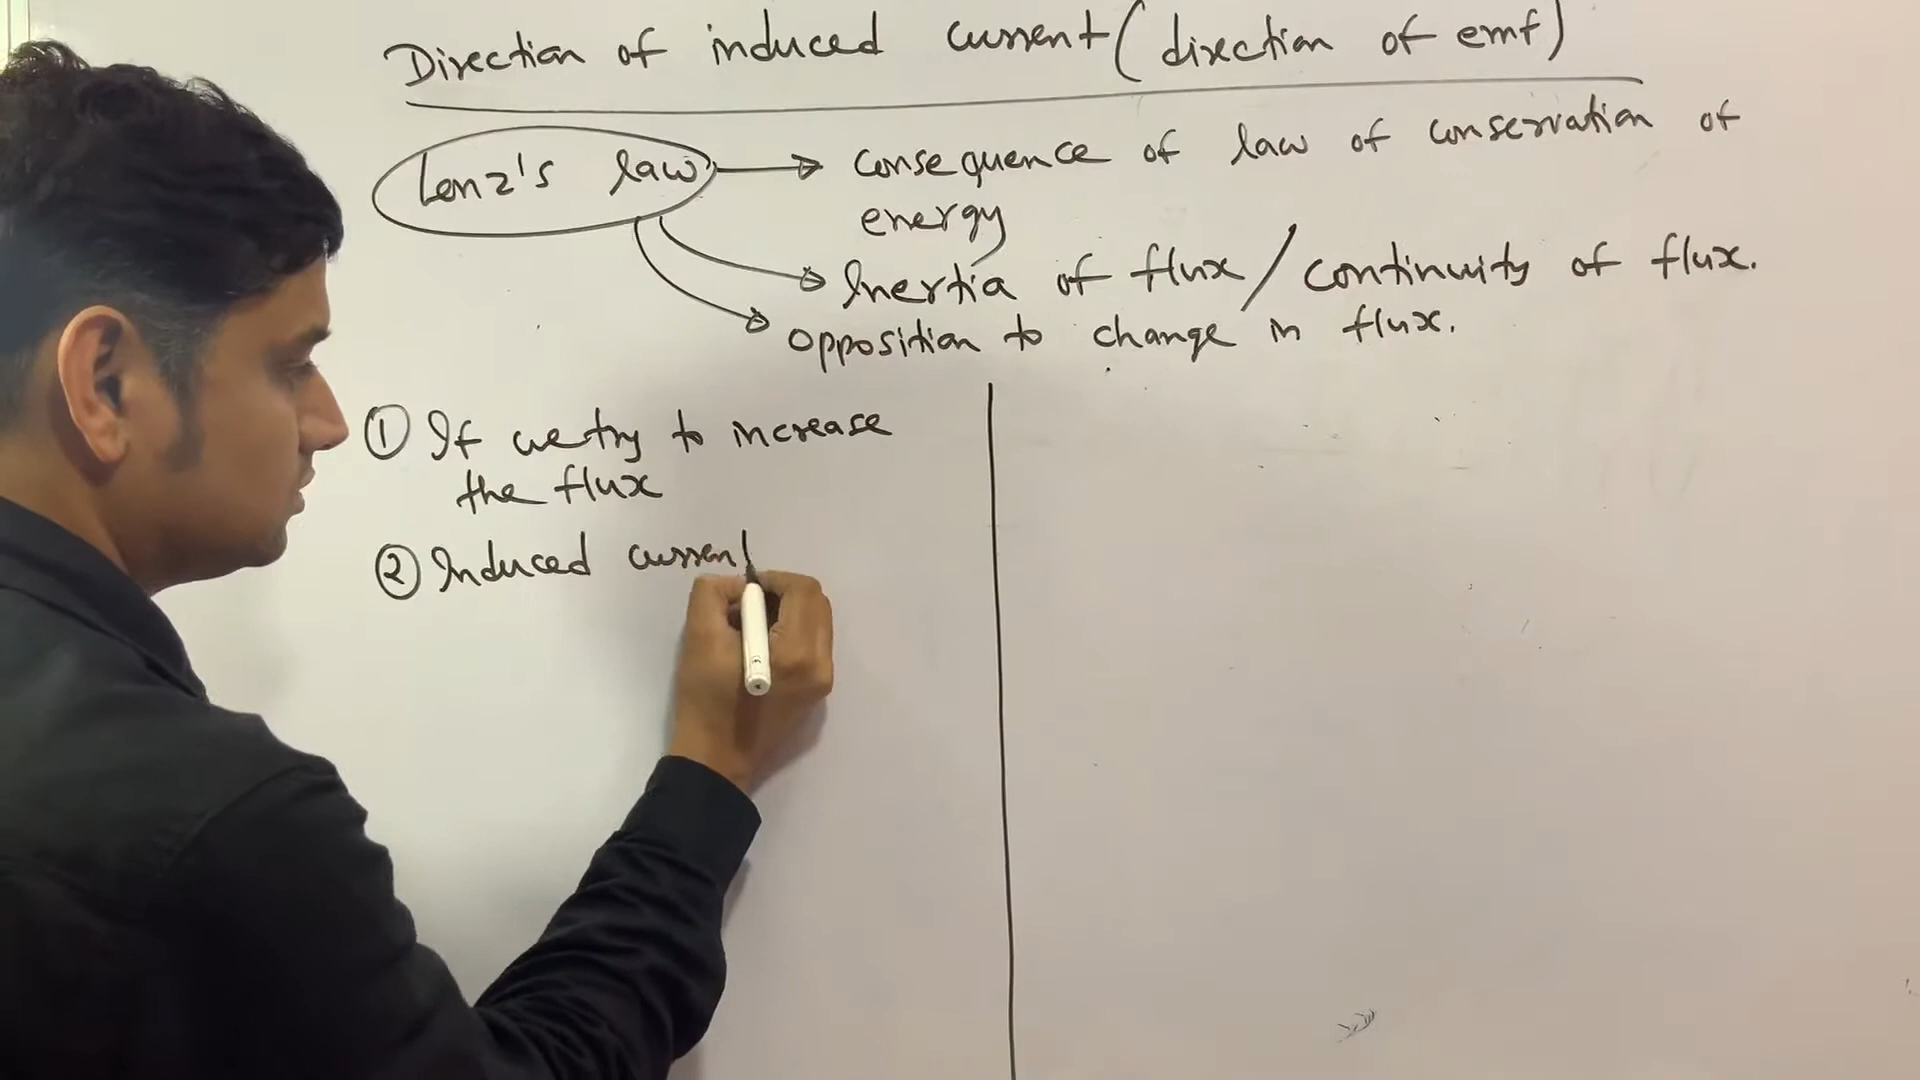 Direction of induced current (direction of emf)
Lenz's law → Consequence of law of conservation of
energy
Inertia of flux / continuity of flux.
opposition to change in flux.
① If we try to increase
the flux
② Induced current